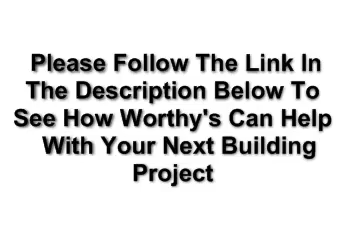 Please Follow The Link In
The Description Below To
See How Worthy's Can Help
With Your Next Building
Project